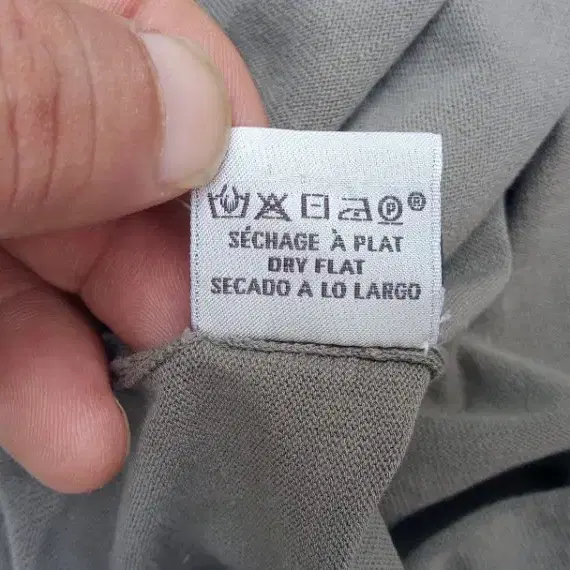 P ®
SÉCHAGE À PLAT
DRY FLAT
SECADO A LO LARGO